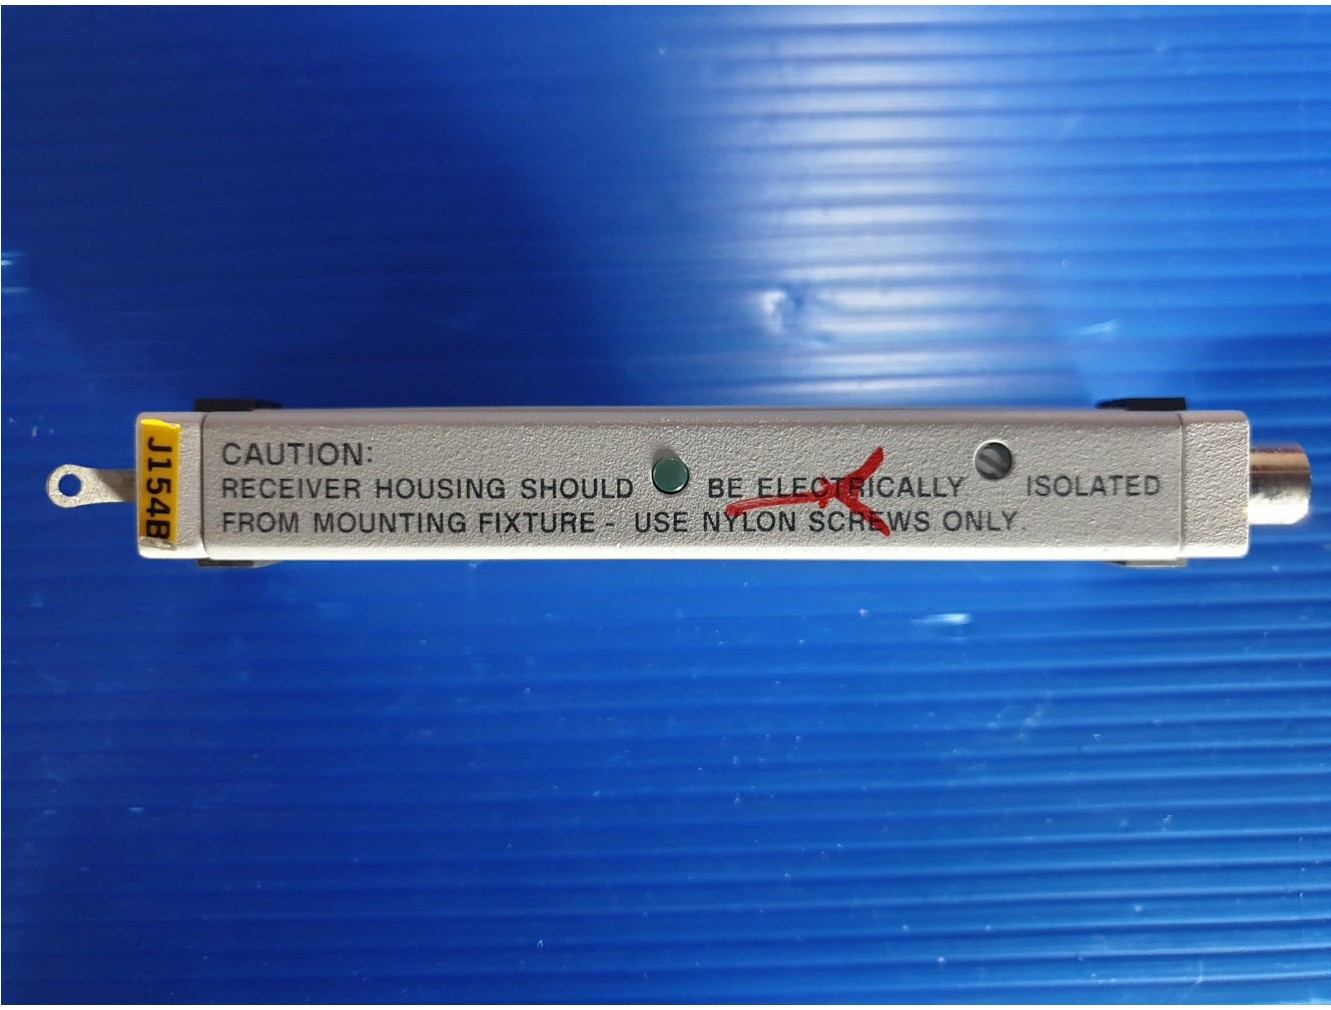 J154B
CAUTION:
RECEIVER HOUSING SHOULD BE ELECTRICALLY ISOLATED
FROM MOUNTING FIXTURE - USE NYLON SCREWS ONLY.